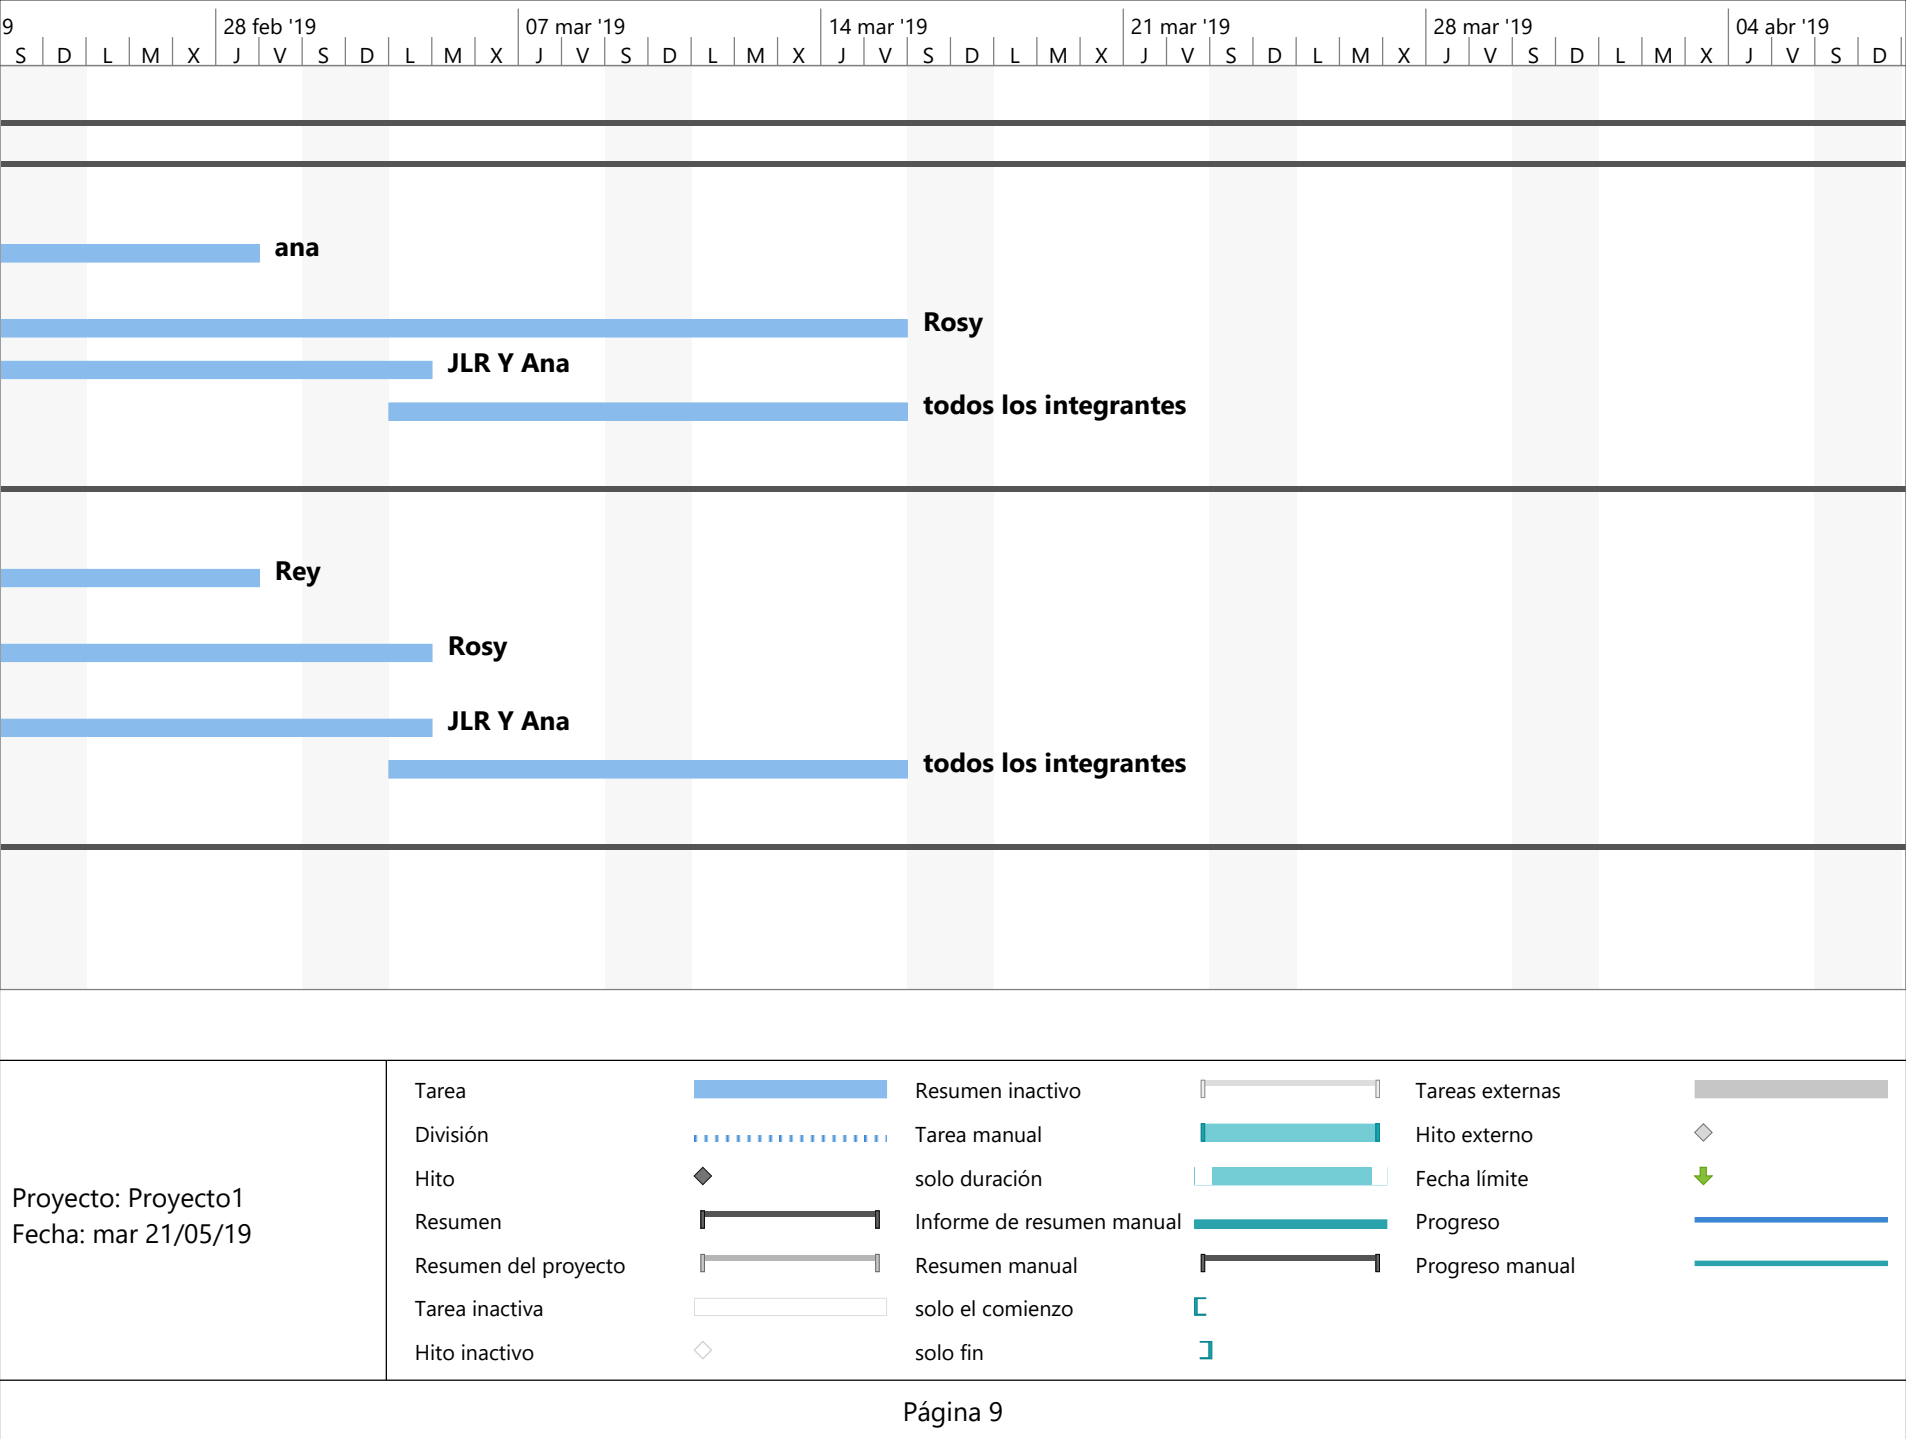 9 28 feb '19 07 mar '19 14 mar '19 21 mar '19 28 mar '19 04 abr '19
S D L M X J V S D L M X J V S D L M X J V S D L M X J V S D L M X J V S D L M X J V S D
ana
Rosy
JLR Y Ana
todos los integrantes
Rey
Rosy
JLR Y Ana
todos los integrantes
Proyecto: Proyecto1
Fecha: mar 21/05/19
Tarea
División
Hito
Resumen
Resumen del proyecto
Tarea inactiva
Hito inactivo
Resumen inactivo
Tarea manual
solo duración
Informe de resumen manual
Resumen manual
solo el comienzo
solo fin
Tareas externas
Hito externo
Fecha límite
Progreso
Progreso manual
Página 9